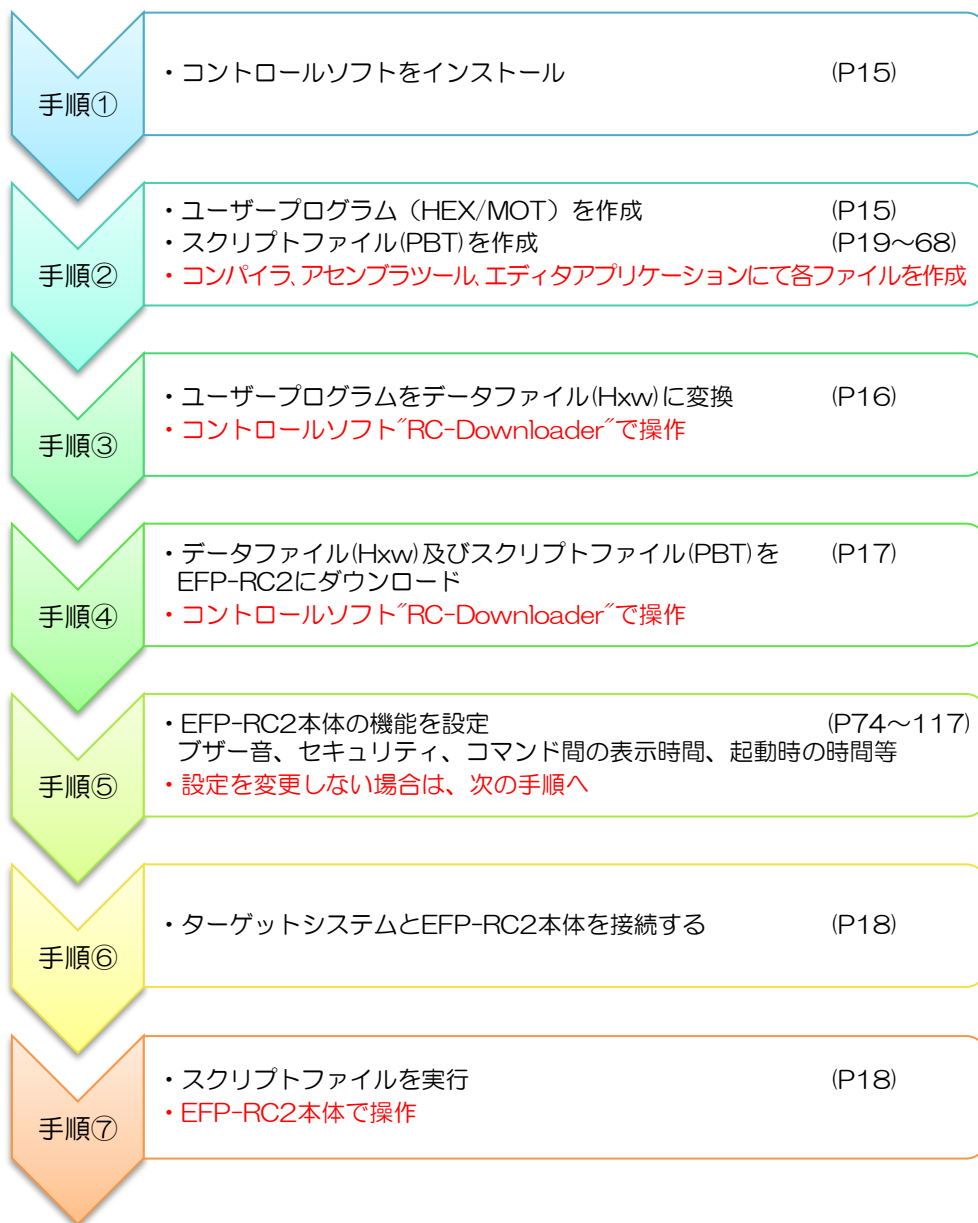 手順①
・コントロールソフトをインストール (P15)
手順②
・ユーザープログラム（HEX/MOT）を作成 (P15)
・スクリプトファイル(PBT)を作成 (P19～68)
・コンパイラ、アセンブラツール、エディタアプリケーションにて各ファイルを作成
手順③
・ユーザープログラムをデータファイル(Hxw)に変換 (P16)
・コントロールソフト”RC-Downloader”で操作
手順④
・データファイル(Hxw)及びスクリプトファイル(PBT)を (P17)
EFP-RC2にダウンロード
・コントロールソフト”RC-Downloader”で操作
手順⑤
・EFP-RC2本体の機能を設定 (P74～117)
ブザー音、セキュリティ、コマンド間の表示時間、起動時の時間等
・設定を変更しない場合は、次の手順へ
手順⑥
・ターゲットシステムとEFP-RC2本体を接続する (P18)
手順⑦
・スクリプトファイルを実行 (P18)
・EFP-RC2本体で操作